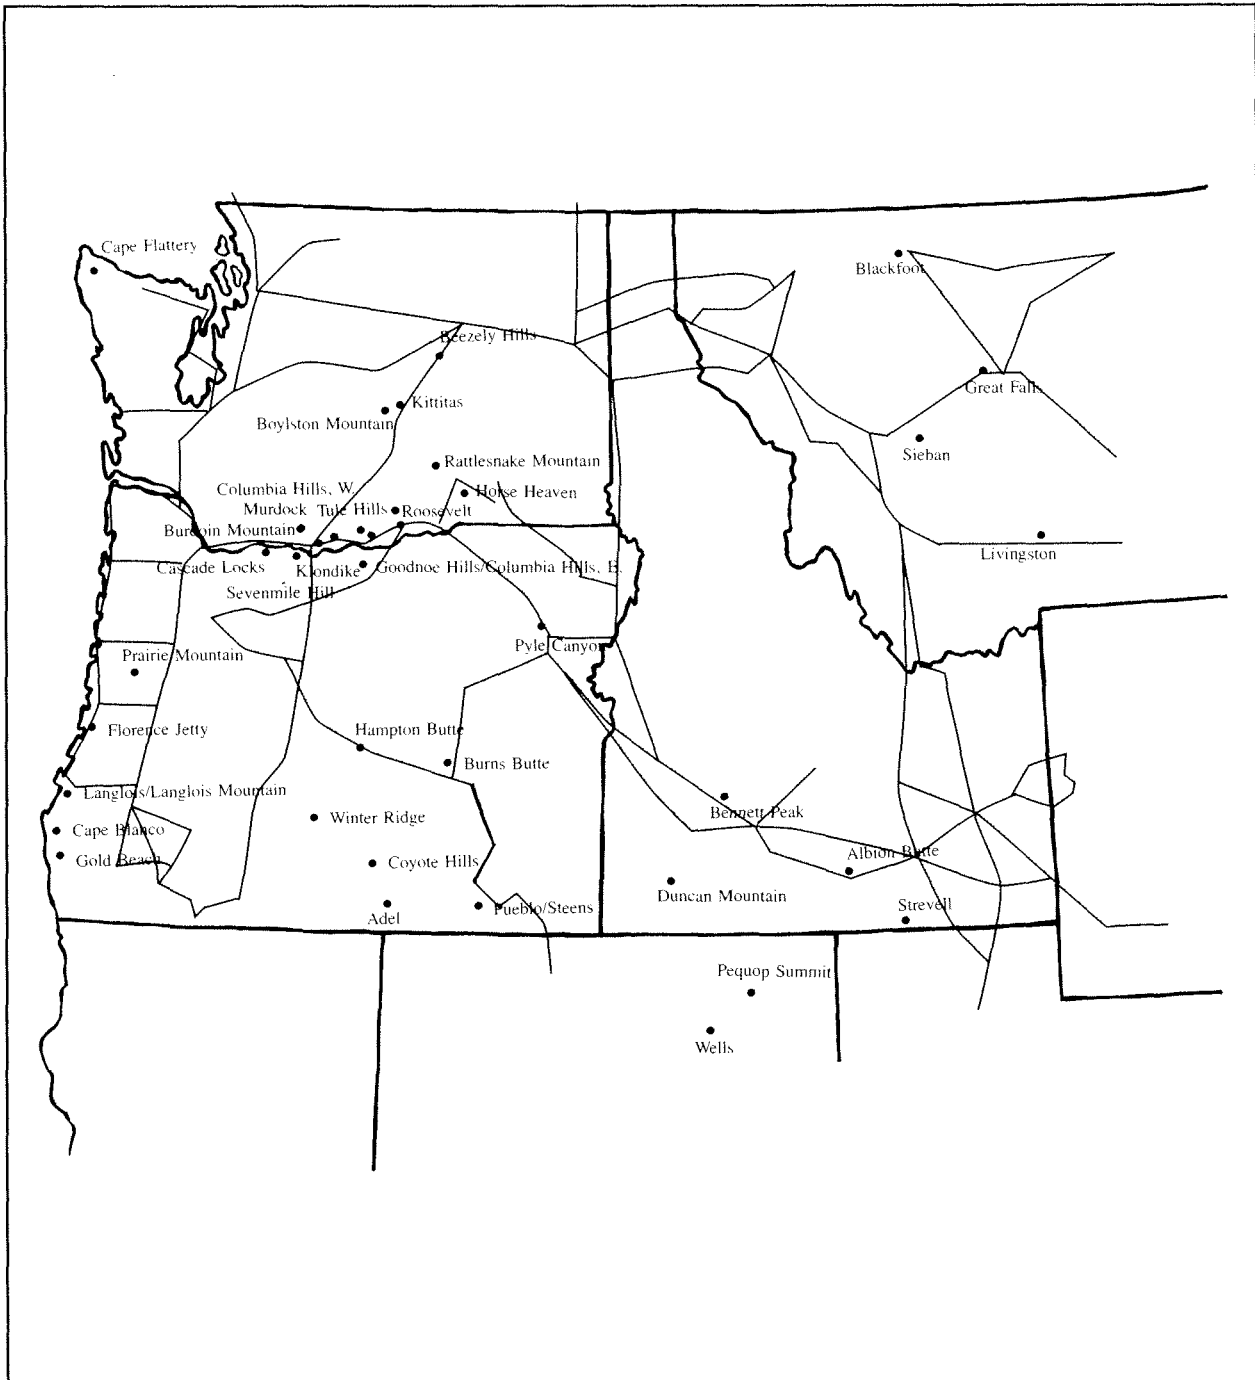 Cape Flattery
Blackfoot
Beezely Hills
Great Falls
Kittitas
Boylston Mountain
Sieban
Rattlesnake Mountain
Columbia Hills, W.
Horse Heaven
Murdock
Tule Hills
Roosevelt
Burdoin Mountain
Livingston
Cascade Locks
Klondike
Goodnoe Hills/Columbia Hills, E.
Sevenmile Hill
Pyle Canyon
Prairie Mountain
Florence Jetty
Hampton Butte
Burns Butte
Langlois/Langlois Mountain
Bennett Peak
Winter Ridge
Cape Blanco
Albion Butte
Gold Beach
Coyote Hills
Duncan Mountain
Strevell
Pueblo/Steens
Adel
Pequop Summit
Wells